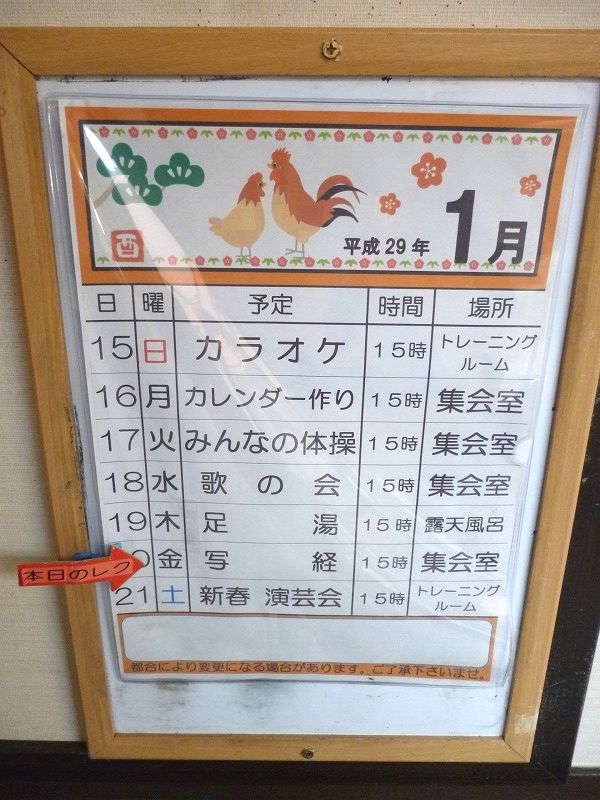 酉
平成29年 1月
日 曜 予定 時間 場所
15 日 カラオケ 15時 トレーニングルーム
16 月 カレンダー作り 15時 集会室
17 火 みんなの体操 15時 集会室
18 水 歌の会 15時 集会室
19 木 足湯 15時 露天風呂
0 金 写経 15時 集会室
本日のレク
21 土 新春 演芸会 15時 トレーニングルーム
都合により変更になる場合があります。ご了承下さいませ。